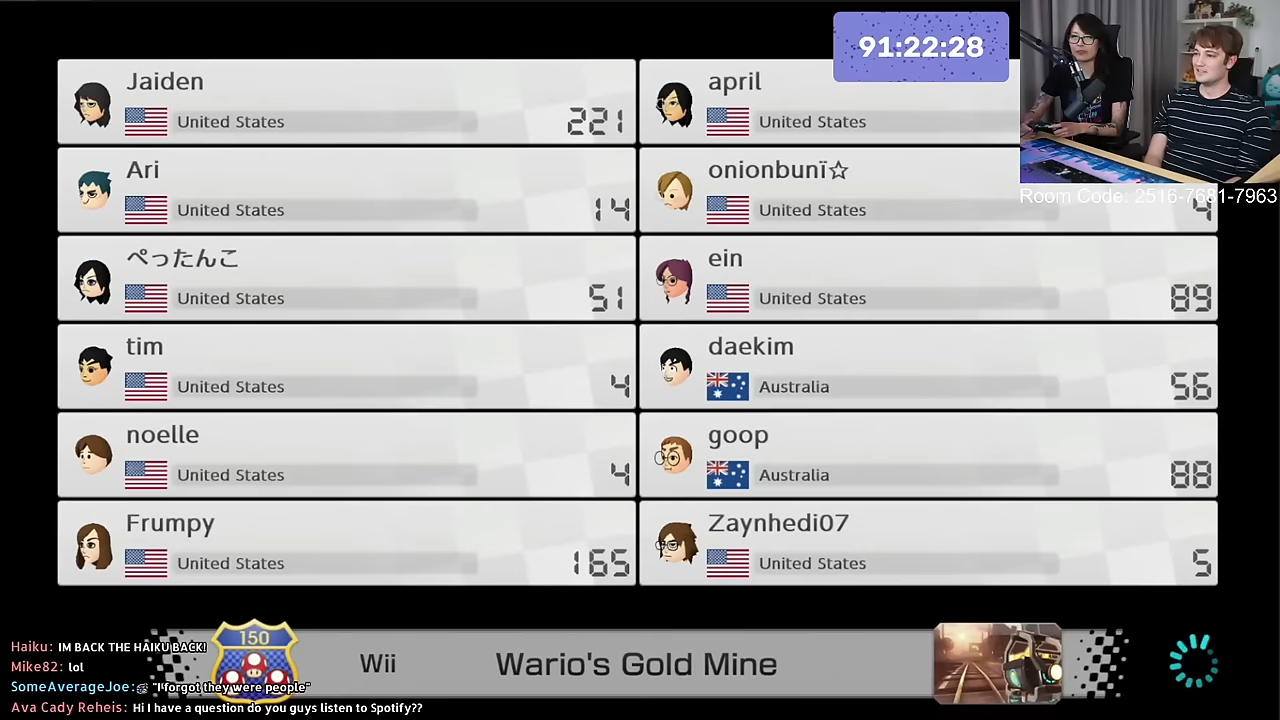 91:22:28
Jaiden
United States
221
april
United States
Room Code: 2516-7681-7963
Ari
United States
14
onionbunï☆
United States
4
ぺったんこ
United States
51
ein
United States
89
tim
United States
4
daekim
Australia
56
noelle
United States
4
goop
Australia
88
Frumpy
United States
165
Zaynhedi07
United States
5
150
Wii
Wario's Gold Mine
Haiku: IM BACK THE HAIKU BACK!
Mike82: lol
SomeAverageJoe: "I forgot they were people"
Ava Cady Reheis: Hi I have a question do you guys listen to Spotify??